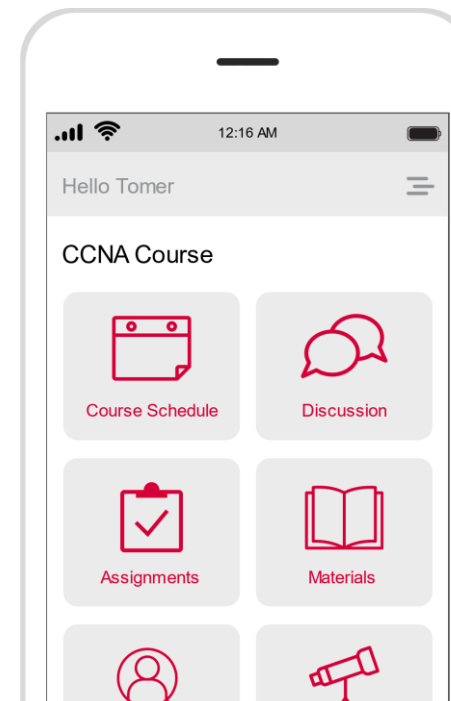 12:16 AM
Hello Tomer
CCNA Course
Course Schedule
Discussion
Assignments
Materials